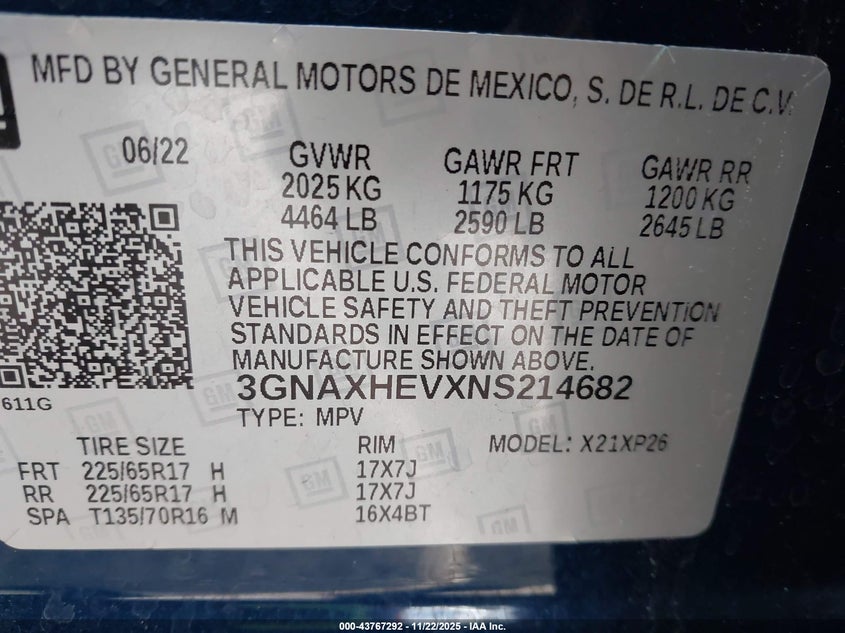 MFD BY GENERAL MOTORS DE MEXICO, S. DE R.L. DE C.V.
06/22 GVWR GAWR FRT GAWR RR
2025 KG 1175 KG 1200 KG
4464 LB 2590 LB 2645 LB
THIS VEHICLE CONFORMS TO ALL
APPLICABLE U.S. FEDERAL MOTOR
VEHICLE SAFETY AND THEFT PREVENTION
STANDARDS IN EFFECT ON THE DATE OF
MANUFACTURE SHOWN ABOVE.
3GNAXHEVXNS214682
611G
TYPE: MPV
TIRE SIZE RIM MODEL: X21XP26
FRT 225/65R17 H 17X7J
RR 225/65R17 H 17X7J
SPA T135/70R16 M 16X4BT
GM
000-43767292 - 11/22/2025 - IAA Inc.